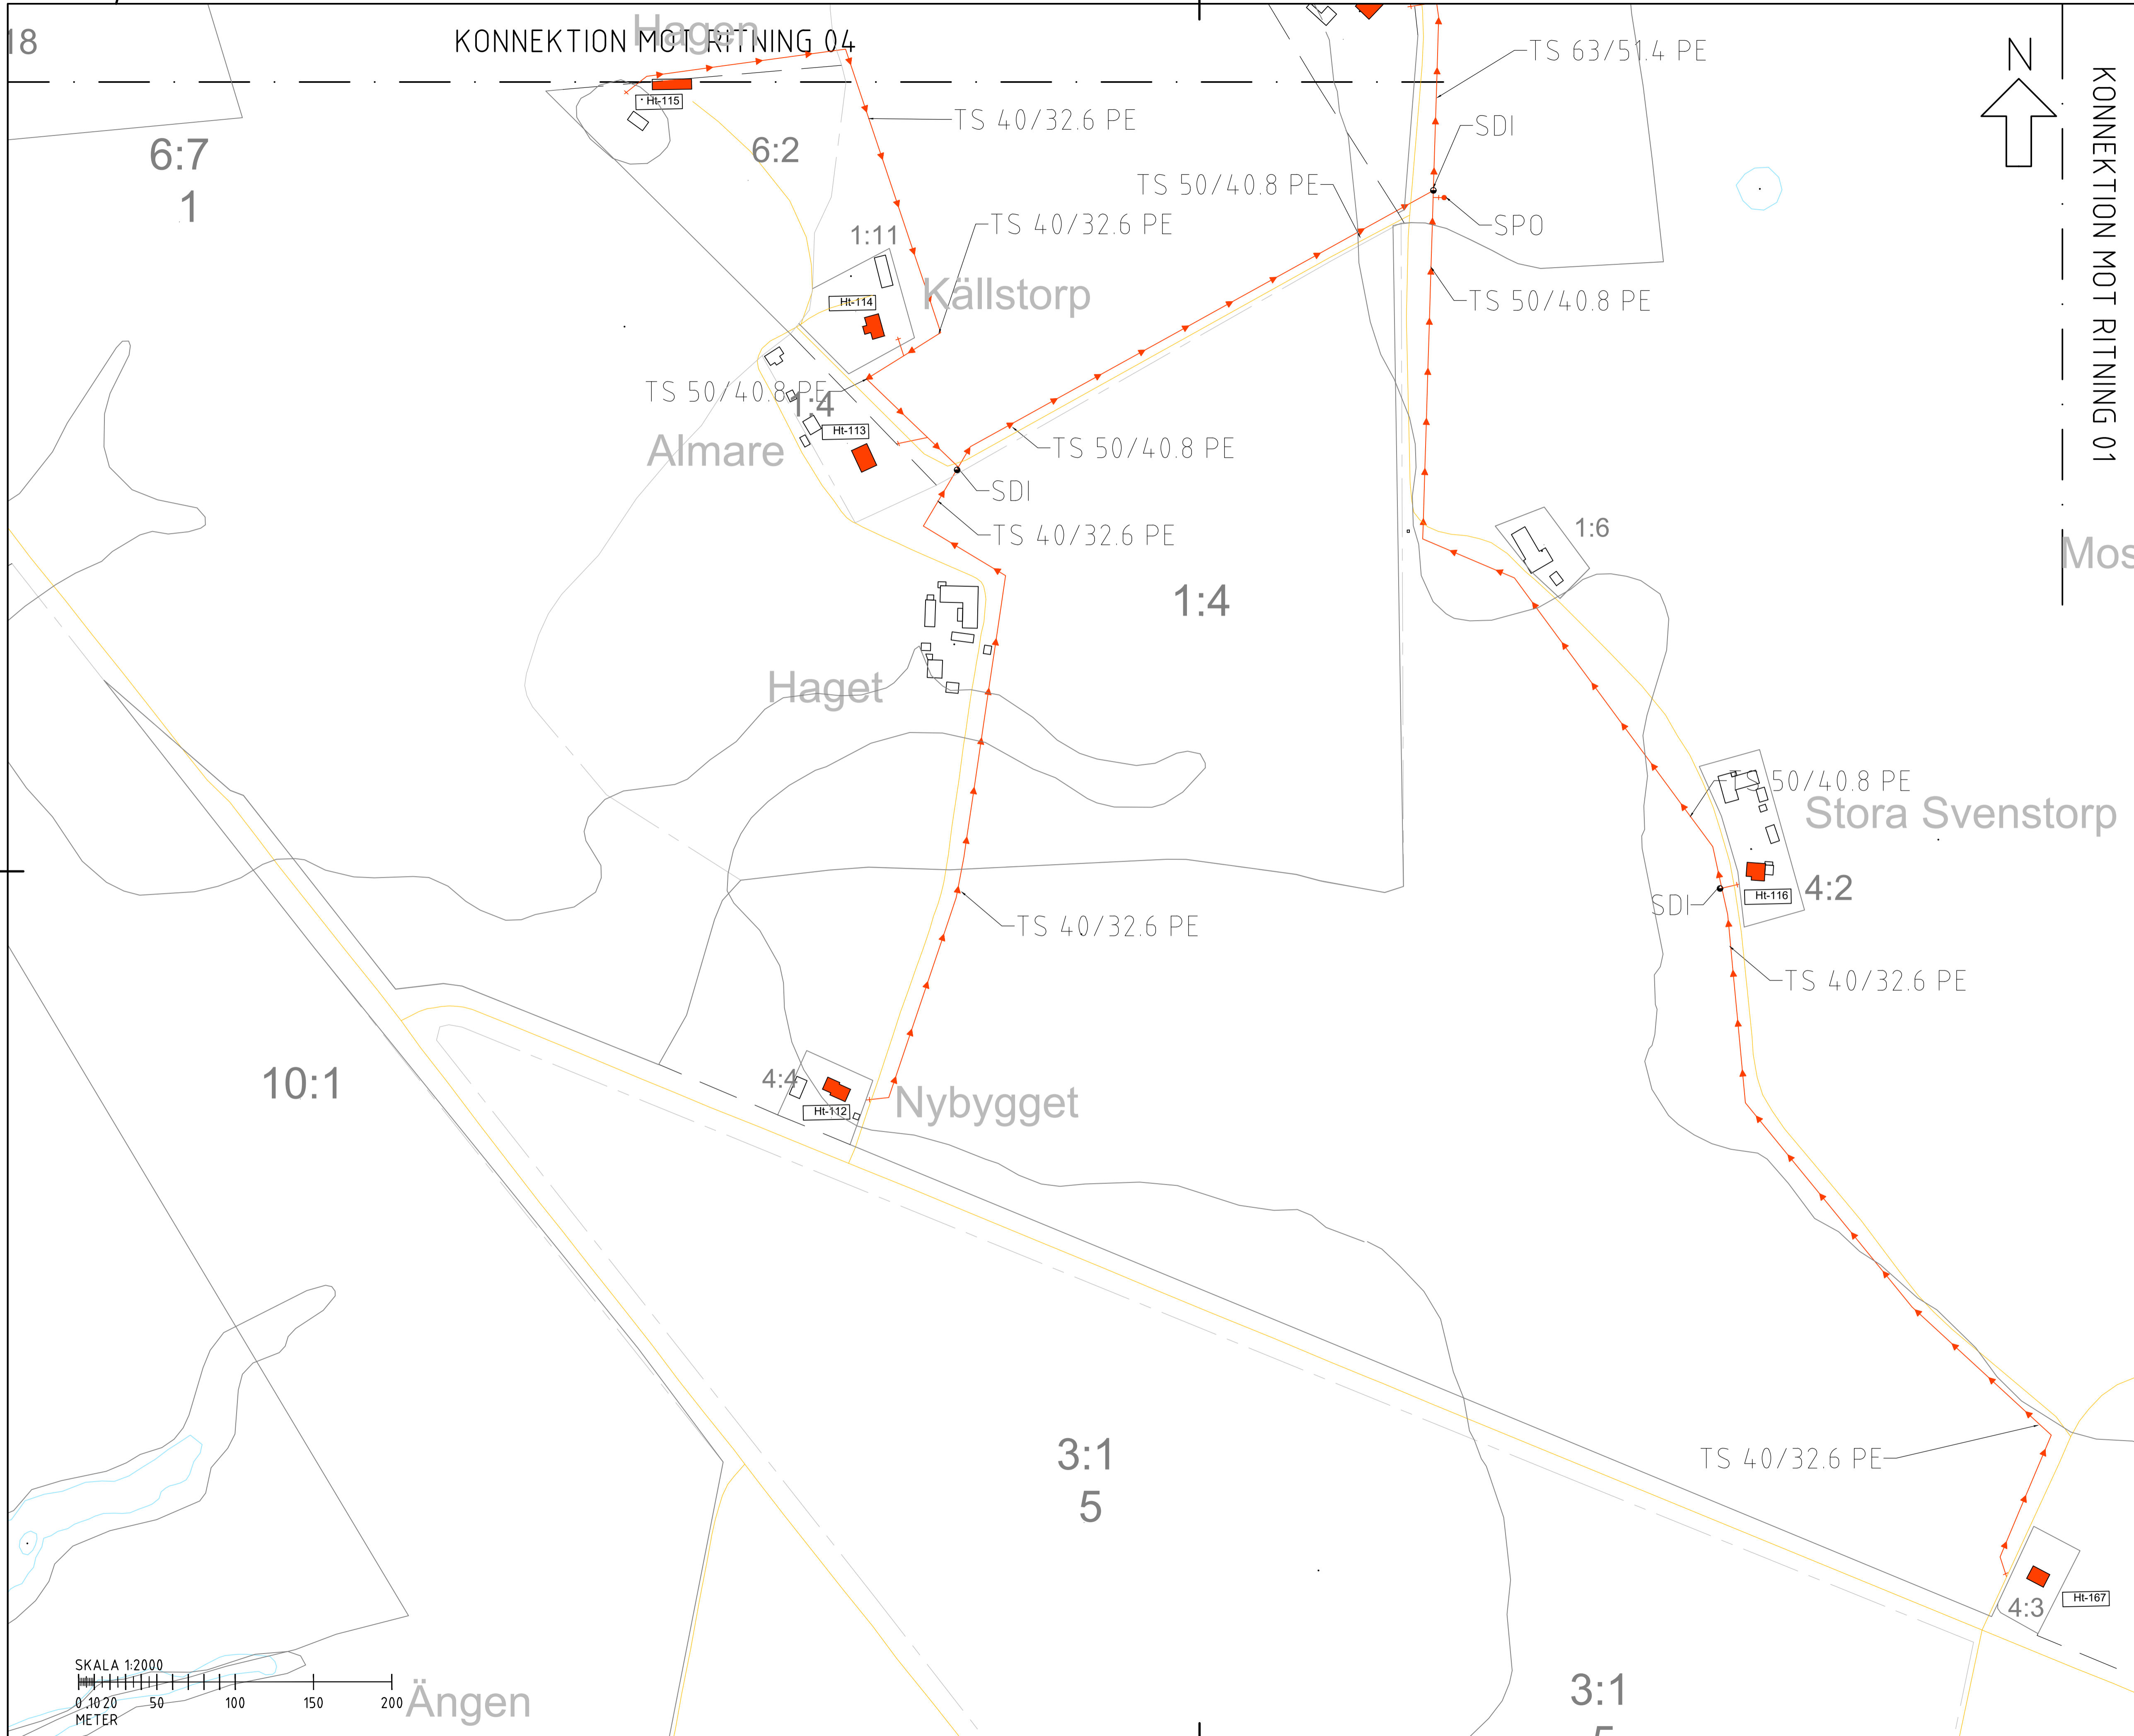 18
Hagen
KONNEKTION MOT RITNING 04
TS 63/51.4 PE
N
KONNEKTION MOT RITNING 01
Ht-115
TS 40/32.6 PE
SDI
6:7
1
6:2
TS 50/40.8 PE
SPO
1:11
TS 40/32.6 PE
Källstorp
Ht-114
TS 50/40.8 PE
TS 50/40.8 PE
1:4
Ht-113
Almare
TS 50/40.8 PE
SDI
TS 40/32.6 PE
1:6
Mos
1:4
Haget
TS 50/40.8 PE
Stora Svenstorp
4:2
Ht-116
SDI
TS 40/32.6 PE
TS 40/32.6 PE
10:1
4:4
Ht-112
Nybygget
3:1
5
TS 40/32.6 PE
Ht-167
4:3
SKALA 1:2000
0 10 20 50 100 150 200
METER
Ängen
3:1
5